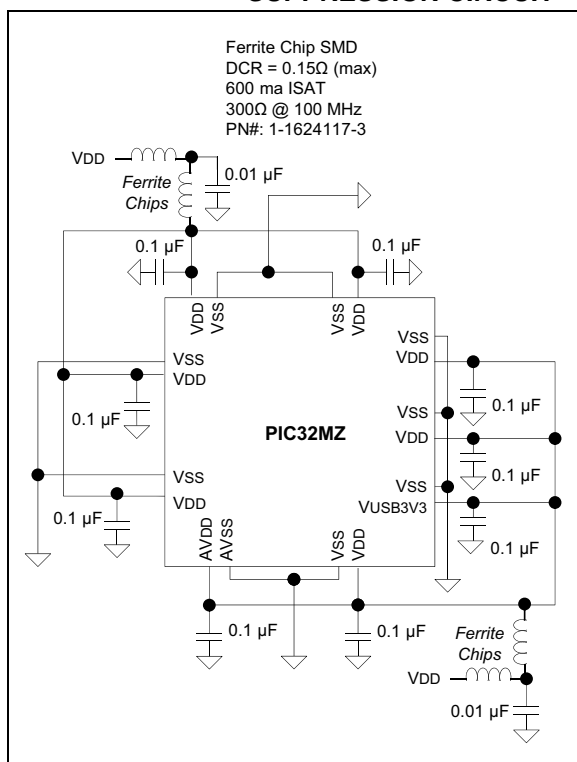 SUPPRESSION CIRCUIT
Ferrite Chip SMD
DCR = 0.15Ω (max)
600 ma ISAT
300Ω @ 100 MHz
PN#: 1-1624117-3
VDD
0.01 µF
Ferrite
Chips
0.1 µF
0.1 µF
VDD
VSS
VSS
VDD
VSS
VDD
0.1 µF
VSS
VDD
0.1 µF
PIC32MZ
VSS
VDD
0.1 µF
VSS
VDD
0.1 µF
VSS
VUSB3V3
0.1 µF
AVDD
AVSS
VSS
VDD
0.1 µF
0.1 µF
Ferrite
Chips
VDD
0.01 µF